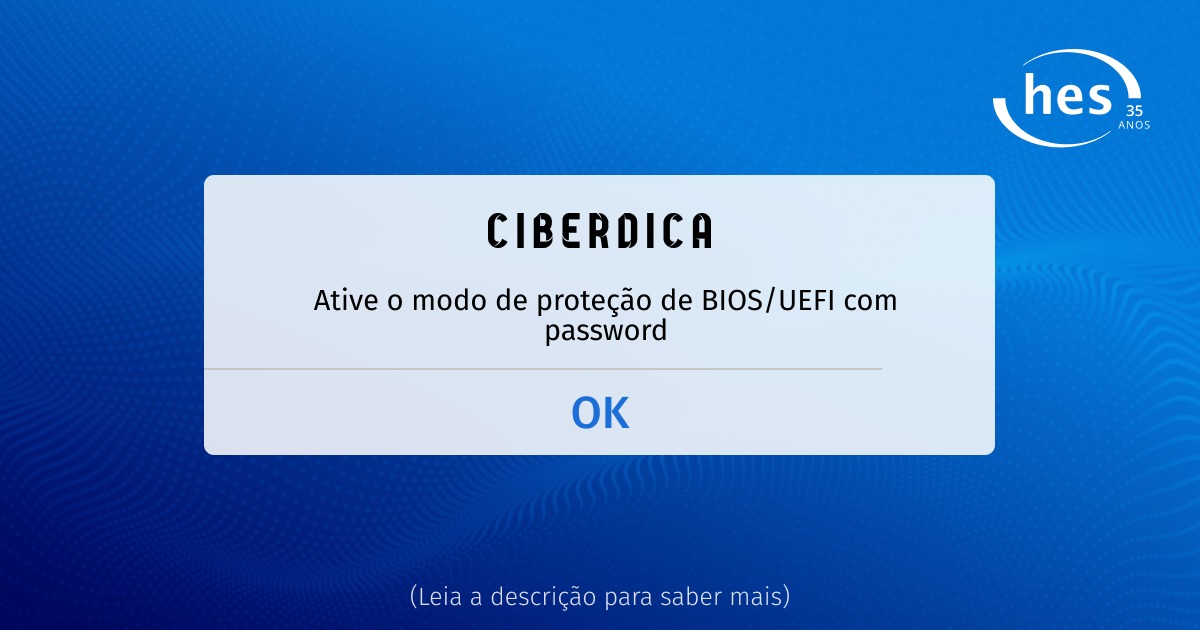 hes
35
ANOS
CIBERDICA
Ative o modo de proteção de BIOS/UEFI com
password
OK
(Leia a descrição para saber mais)